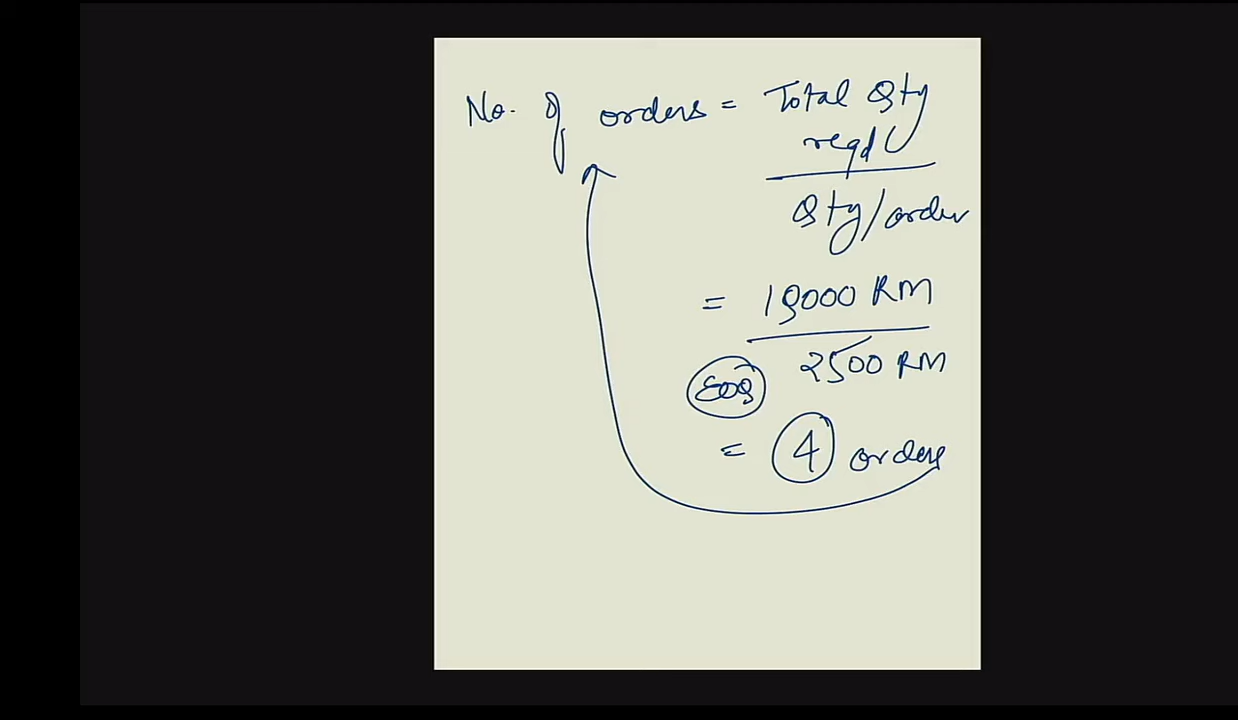 No. of orders = Total Qty
reqd
Qty/order
= 10000 RM
2500 RM
EOQ
= 4 orders